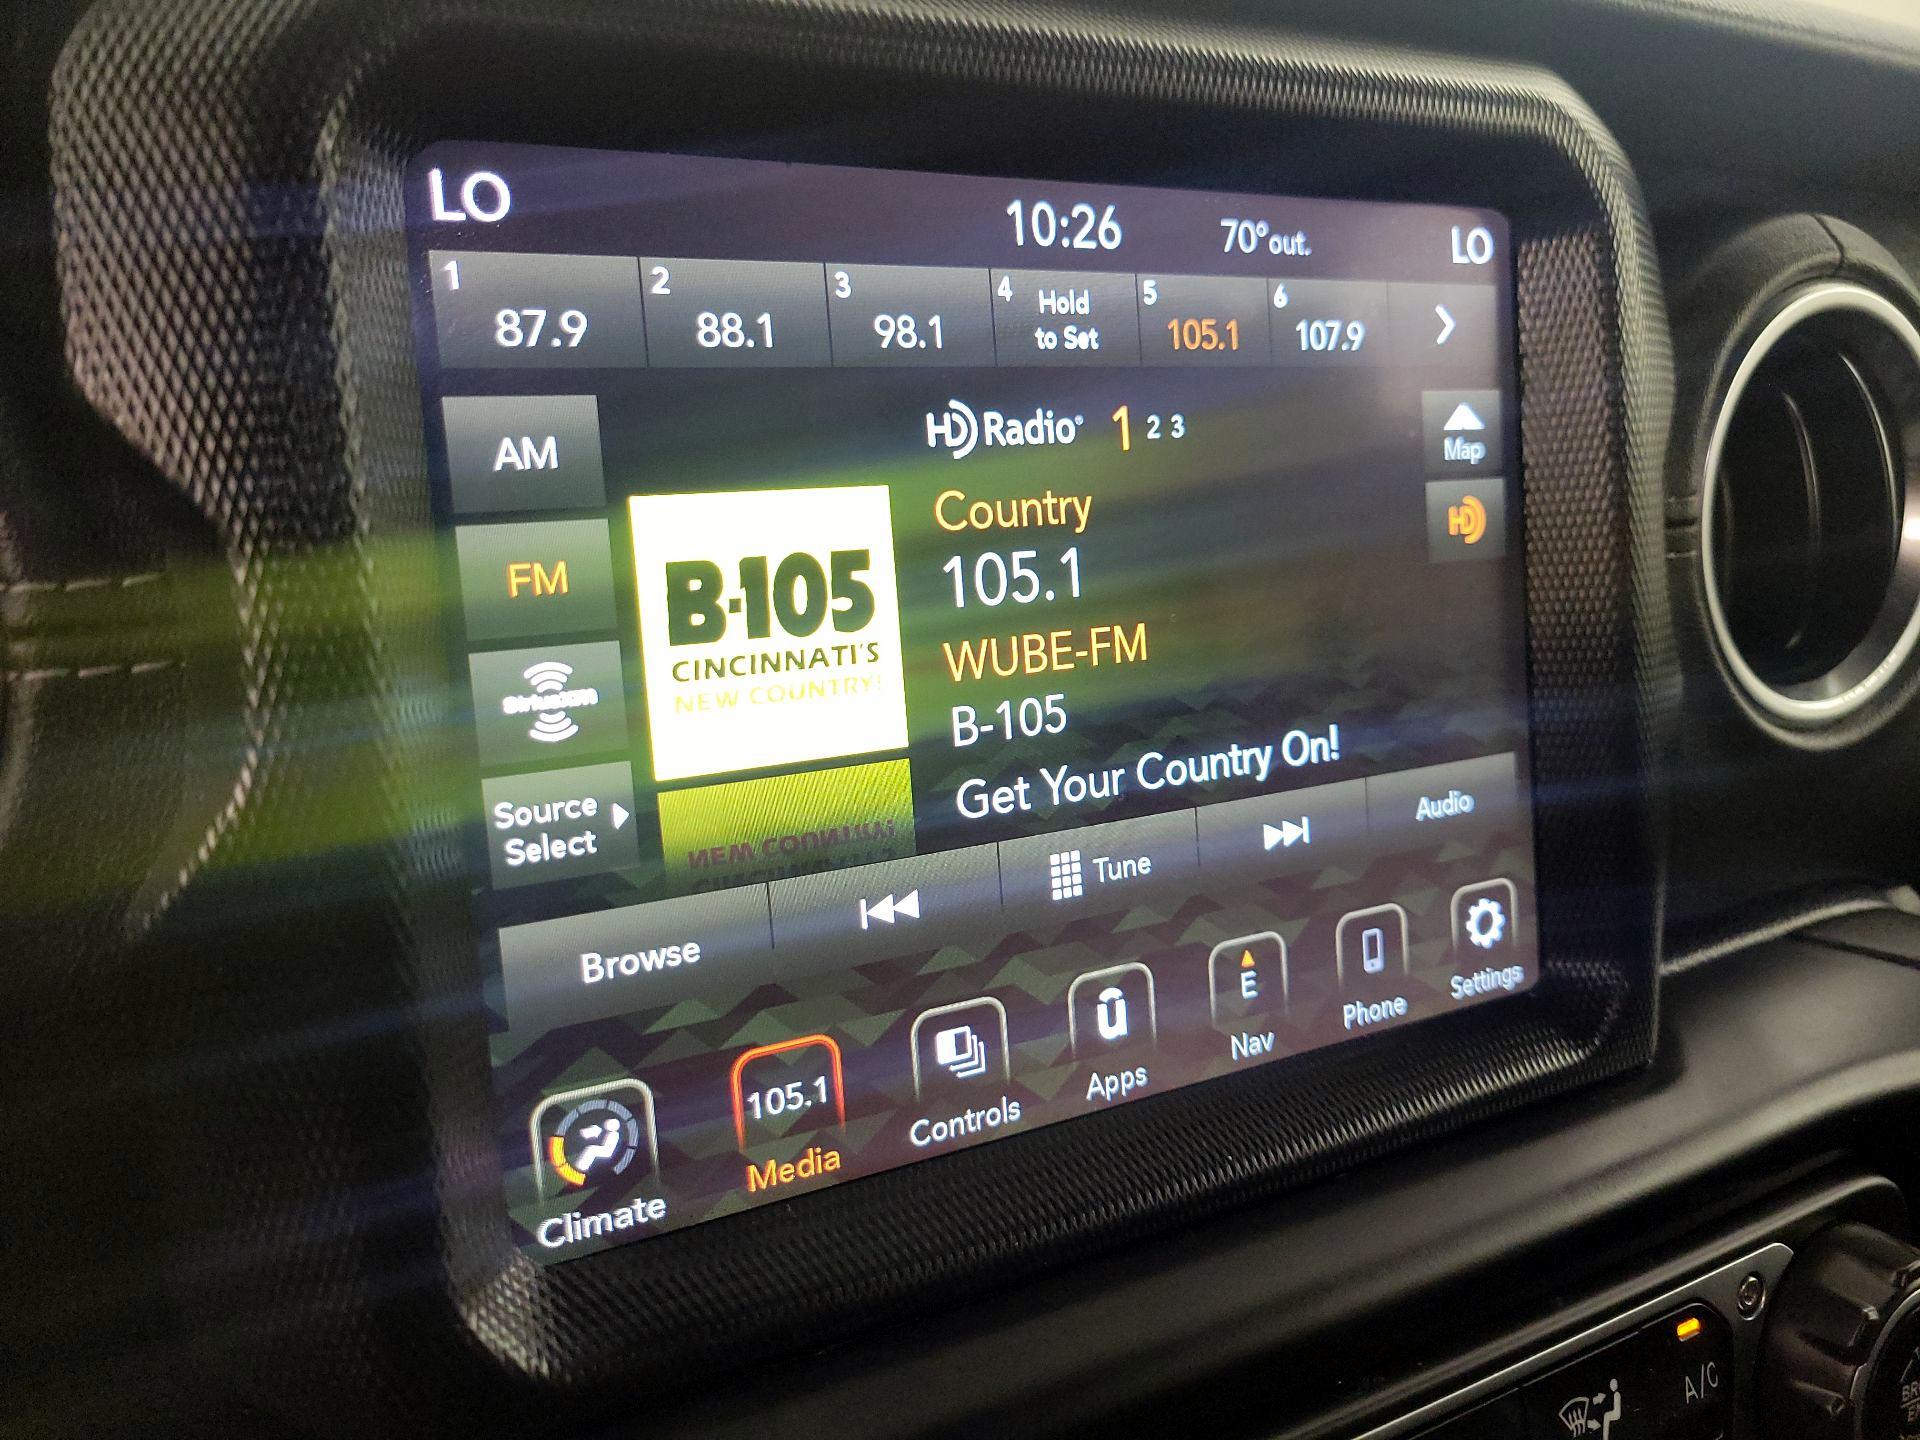 LO 10:26 70° out. LO
1 2 3 4 Hold 5 6
87.9 88.1 98.1 to Set 105.1 107.9
AM
HD Radio® 1 2 3
Map
FM
HD
B-105
CINCINNATI'S
NEW COUNTRY!
Country
105.1
WUBE-FM
B-105
Get Your Country On!
SiriusXM
Source
Select
Browse
Tune
Audio
Climate
105.1
Media
Controls
Apps
E
Nav
Phone
Settings
A/C